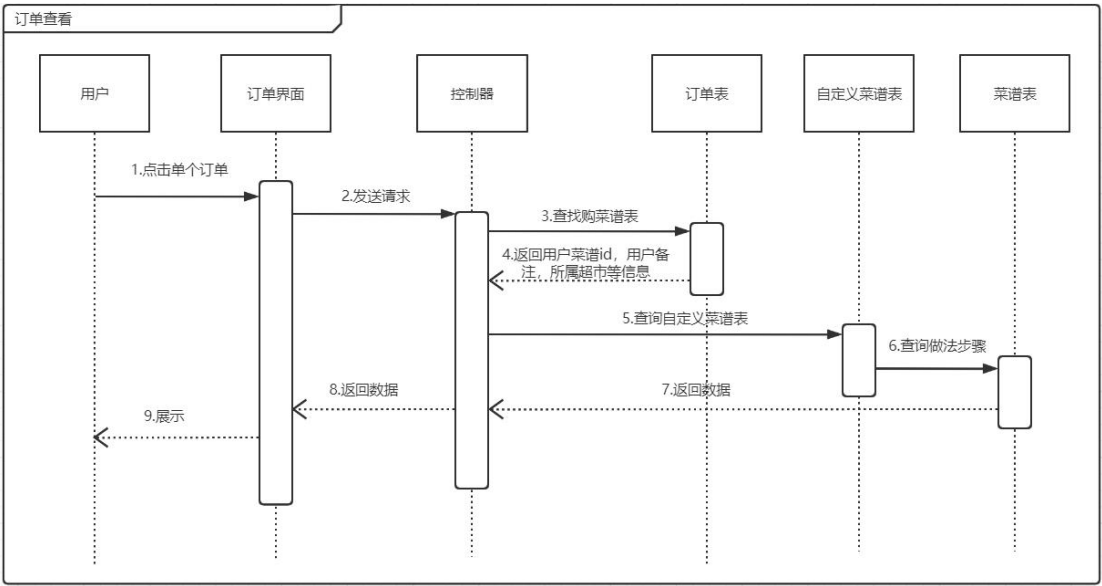 订单查看
用户
订单界面
控制器
订单表
自定义菜谱表
菜谱表
1.点击单个订单
2.发送请求
3.查找购菜谱表
4.返回用户菜谱id，用户备
注，所属超市等信息
5.查询自定义菜谱表
6.查询做法步骤
7.返回数据
8.返回数据
9.展示